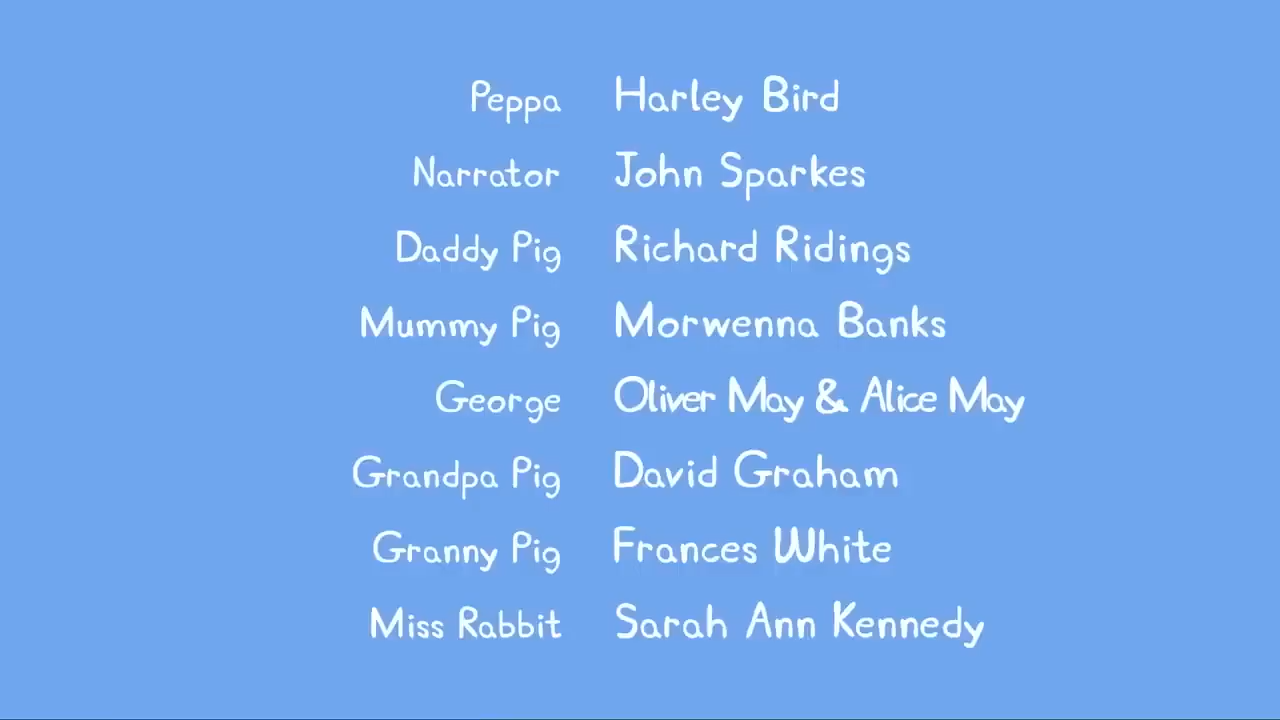 Peppa Harley Bird
Narrator John Sparkes
Daddy Pig Richard Ridings
Mummy Pig Morwenna Banks
George Oliver May & Alice May
Grandpa Pig David Graham
Granny Pig Frances White
Miss Rabbit Sarah Ann Kennedy